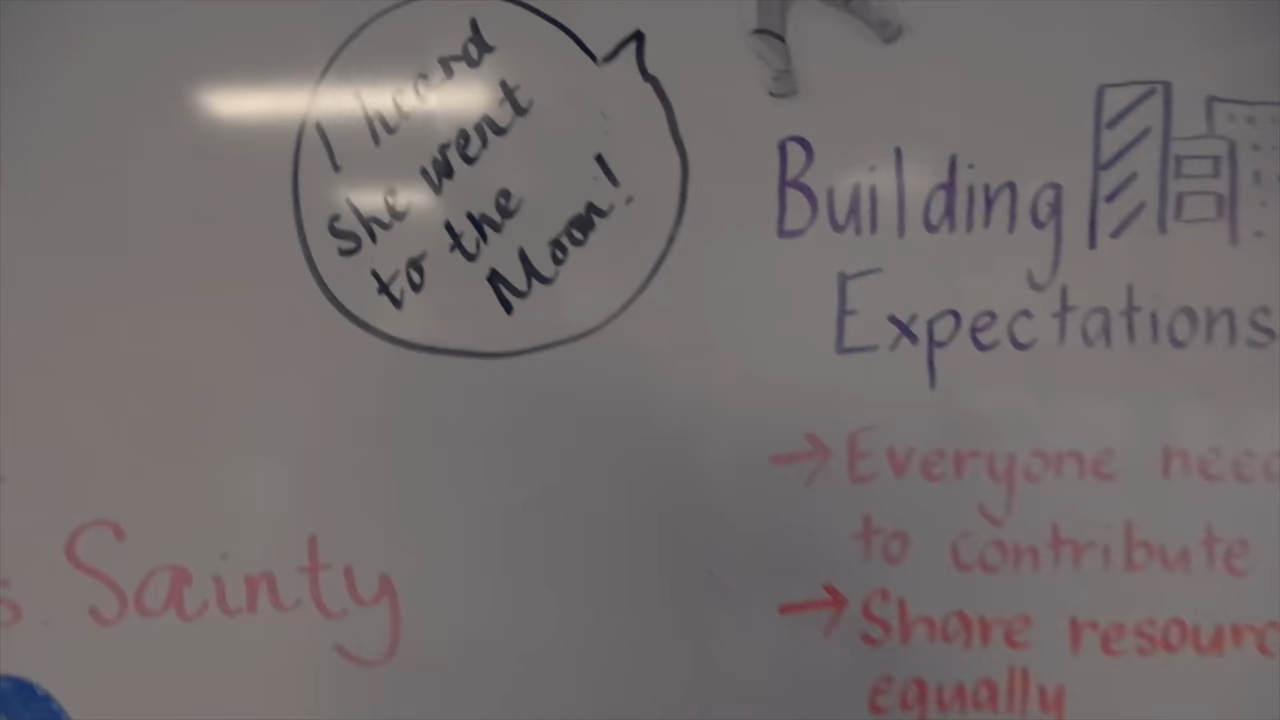 I heard
she went
to the
Moon!
Building
Expectations
→ Everyone
to contribute
→ Share
equally
Sainty